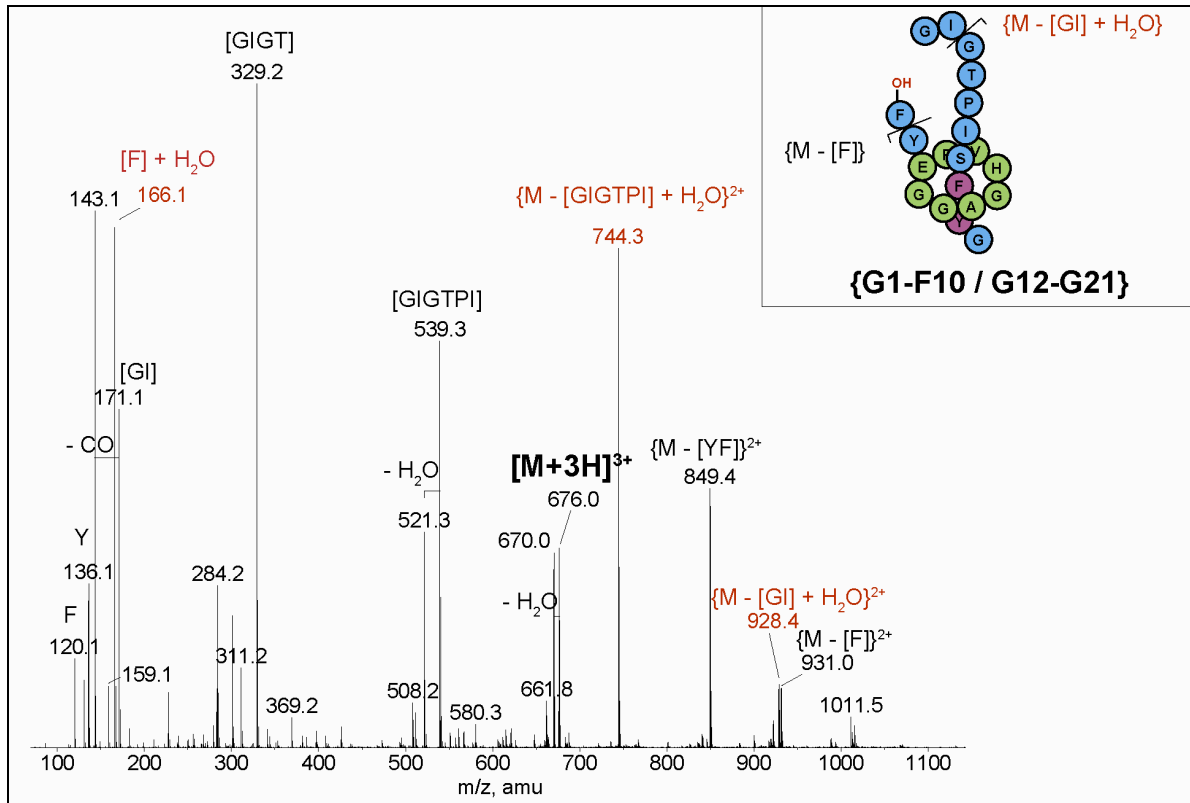 [GIGT]
329.2
143.1
[F] + H₂O
166.1
{M - [GIGTPI] + H₂O}²⁺
744.3
[GIGTPI]
539.3
[GI]
171.1
- CO
- H₂O
521.3
[M+3H]³⁺
676.0
670.0
- H₂O
661.8
{M - [YF]}²⁺
849.4
Y
136.1
F
120.1
159.1
284.2
311.2
369.2
508.2
580.3
{M - [GI] + H₂O}²⁺
928.4
{M - [F]}²⁺
931.0
1011.5
100 200 300 400 500 600 700 800 900 1000 1100
m/z, amu
{M - [GI] + H₂O}
G I G T P I S
OH
F Y E
V H G A G G
F Y G
{M - [F]}
{G1-F10 / G12-G21}